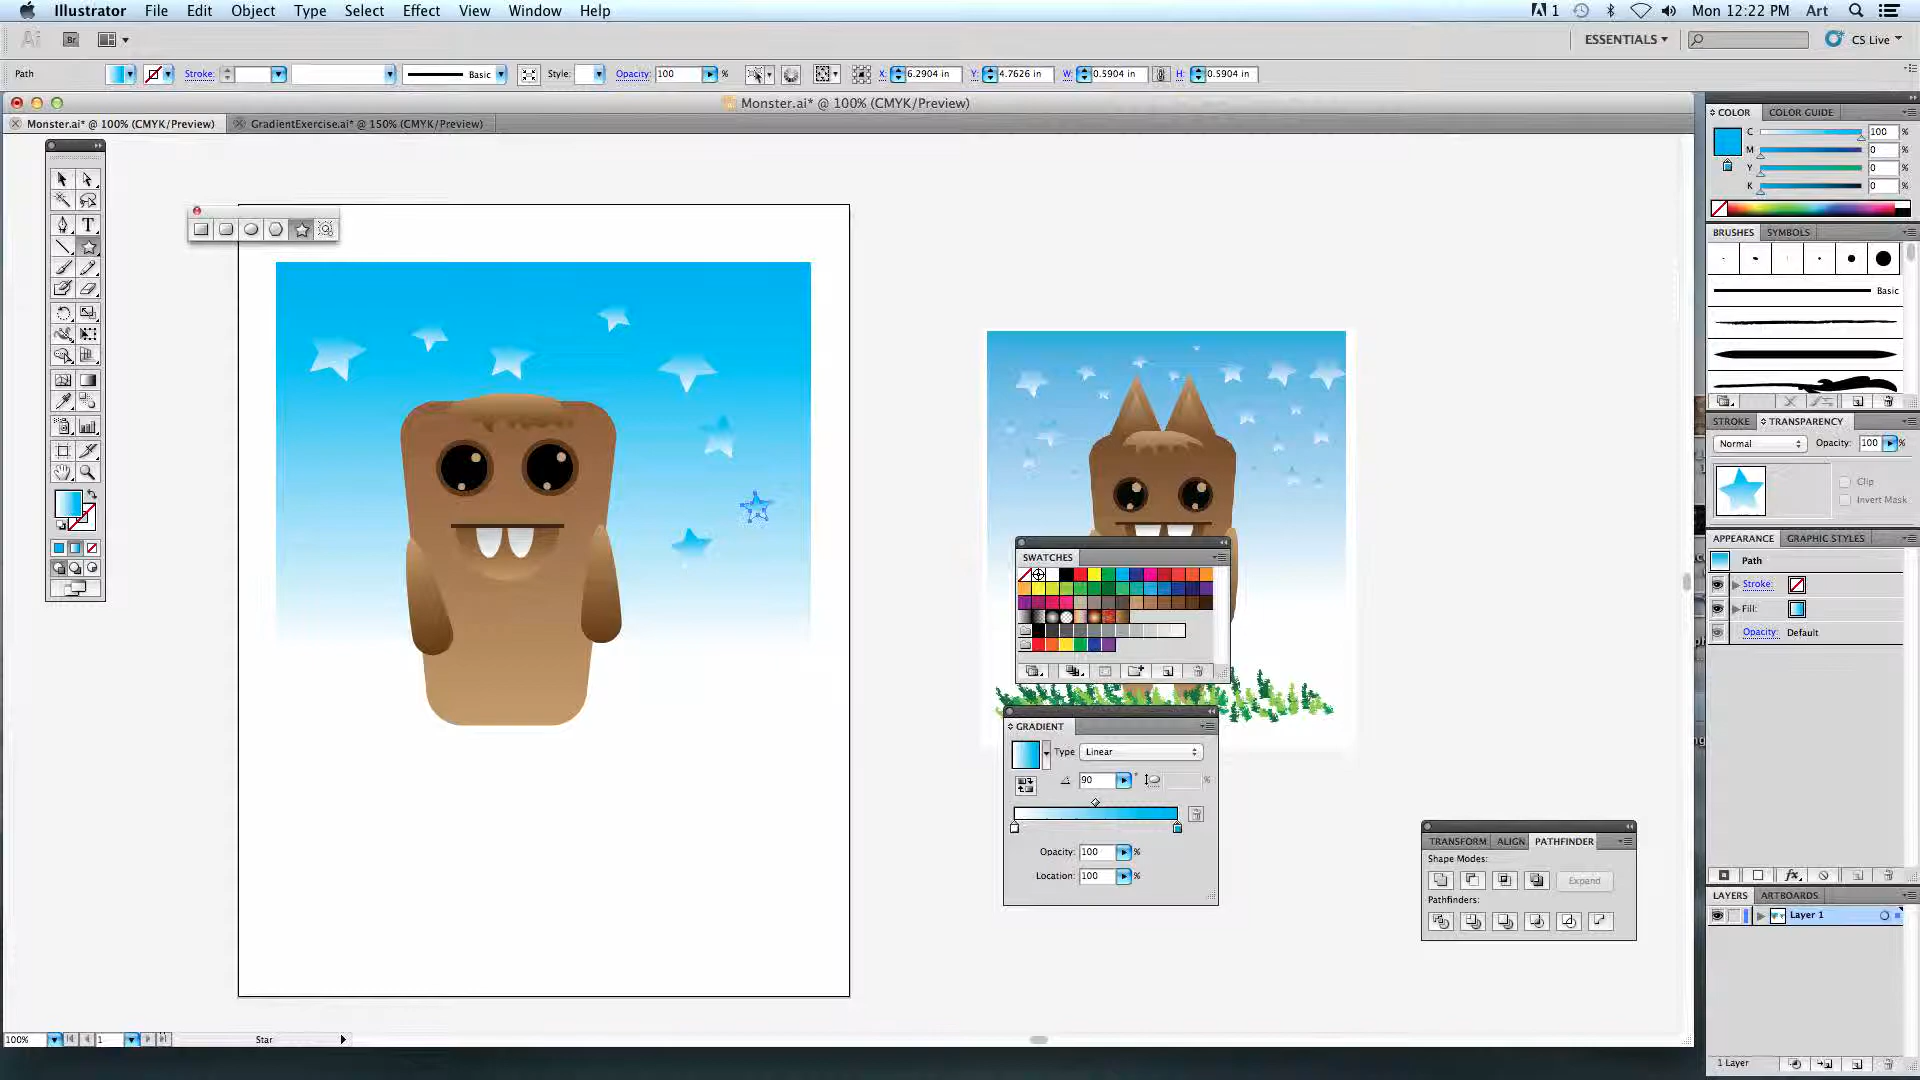 Illustrator File Edit Object Type Select Effect View Window Help
1 Mon 12:22 PM Art
Ai Br ESSENTIALS CS Live
Path Stroke: Basic Style: Opacity: 100 % X: 6.2904 in Y: 4.7626 in W: 0.5904 in H: 0.5904 in
Monster.ai* @ 100% (CMYK/Preview)
Monster.ai* @ 100% (CMYK/Preview) GradientExercise.ai* @ 150% (CMYK/Preview)
COLOR COLOR GUIDE
C 100 %
M 0 %
Y 0 %
K 0 %
BRUSHES SYMBOLS
Basic
STROKE TRANSPARENCY
Normal Opacity: 100 %
Clip
Invert Mask
APPEARANCE GRAPHIC STYLES
Path
Stroke:
Fill:
Opacity: Default
SWATCHES
GRADIENT
Type Linear
90 ° %
Opacity: 100 %
Location: 100 %
TRANSFORM ALIGN PATHFINDER
Shape Modes:
Expand
Pathfinders:
LAYERS ARTBOARDS
Layer 1
1 Layer
100% 1 Star